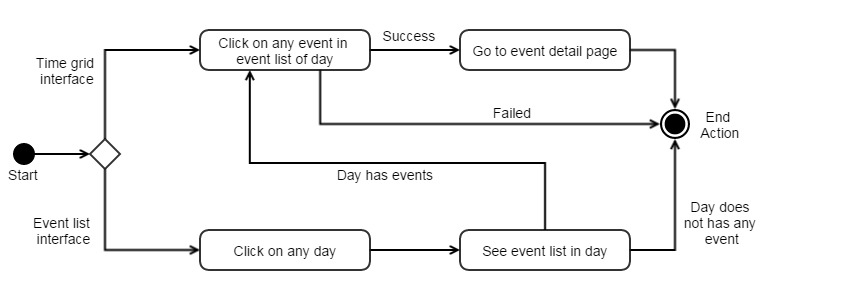 Click on any event in
event list of day
Success
Go to event detail page
Time grid
interface
Failed
End
Action
Start
Day has events
Event list
interface
Click on any day
See event list in day
Day does
not has any
event